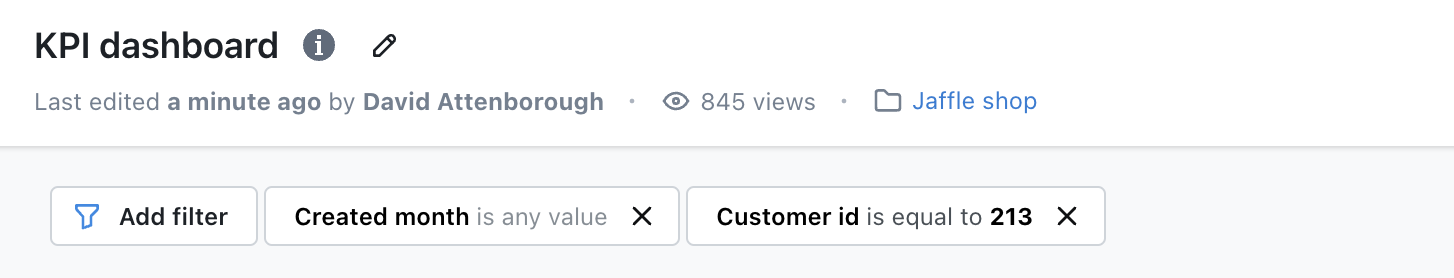 KPI dashboard
Last edited a minute ago by David Attenborough · 845 views · Jaffle shop
Add filter Created month is any value Customer id is equal to 213